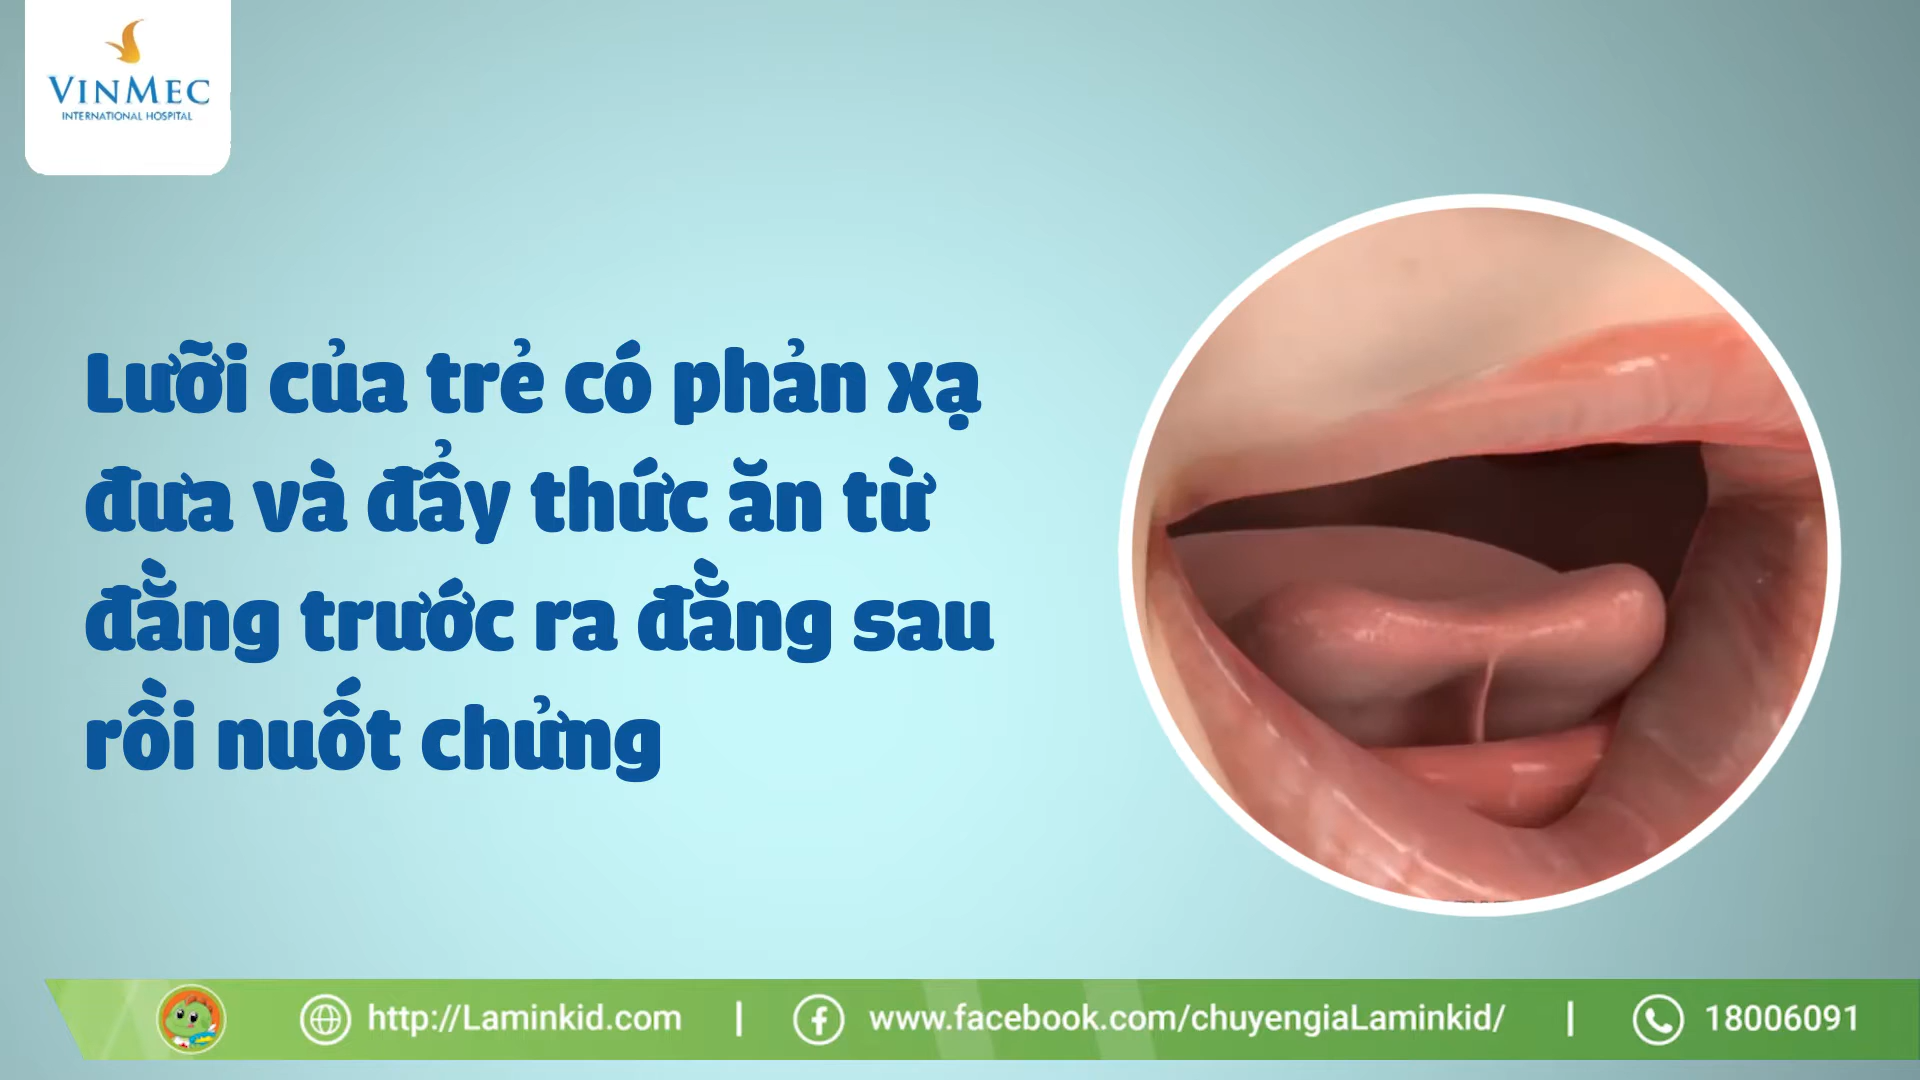 VINMEC
INTERNATIONAL HOSPITAL
Lưỡi của trẻ có phản xạ
đưa và đẩy thức ăn từ
đằng trước ra đằng sau
rồi nuốt chửng
http://Laminkid.com | www.facebook.com/chuyengiaLaminkid/ | 18006091